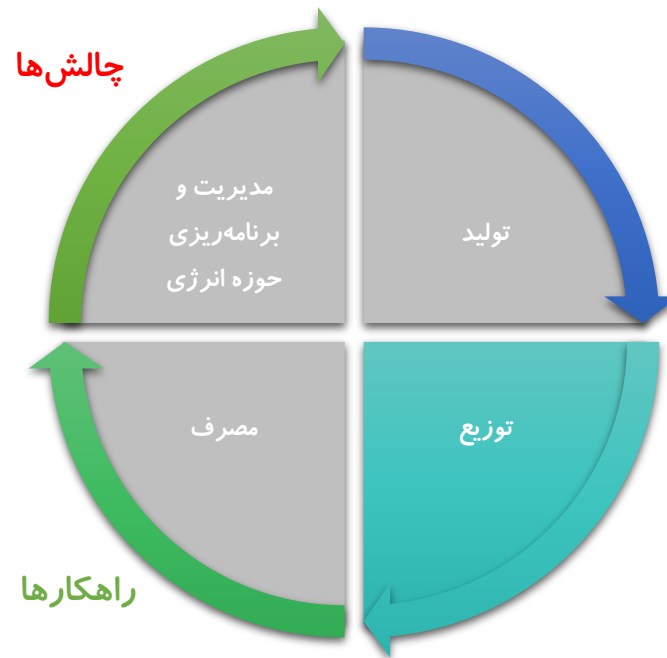 چالش‌ها
مدیریت و
برنامه‌ریزی
حوزه انرژی
تولید
مصرف
توزیع
راهکارها